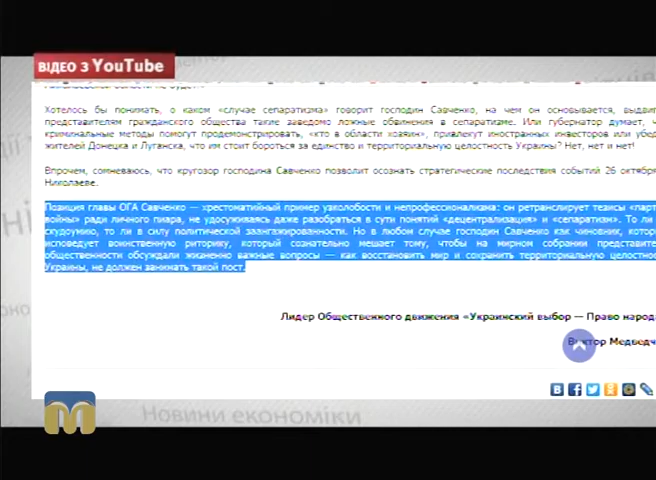 ВІДЕО З YouTube
Хотелось бы понимать, о каком «случае сепаратизма» говорит господин Савченко, на чем он основывается,
представителям гражданского общества такие заведомо ложные обвинения в сепаратизме. Или губернатор думает,
криминальные методы помогут продемонстрировать, «кто в области хозяин», привлекут иностранных инвесторов или
жителей Донецка и Луганска, что им стоит бороться за единство и территориальную целостность Украины? Нет, нет и нет!
Впрочем, сомневаюсь, что кругозор господина Савченко позволит осознать стратегические последствия событий 26 октября
Николаеве.
Позиция главы ОГА Савченко — хрестоматийный пример узколобости и непрофессионализма: он ретранслирует тезисы «парт
войны» ради личного пиара, не удосуживаясь даже разобраться в сути понятий «децентрализация» и «сепаратизм». То ли
скудоумию, то ли в силу политической заангажированности. Но в любом случае господин Савченко как чиновник, котор
исповедует воинственную риторику, который сознательно мешает тому, чтобы на мирном собрании представите
общественности обсуждали жизненно важные вопросы — как восстановить мир и сохранить территориальную целостнос
Украины, не должен занимать такой пост.
Лидер Общественного движения «Украинский выбор — Право народ
Виктор Медведч
Новини економіки